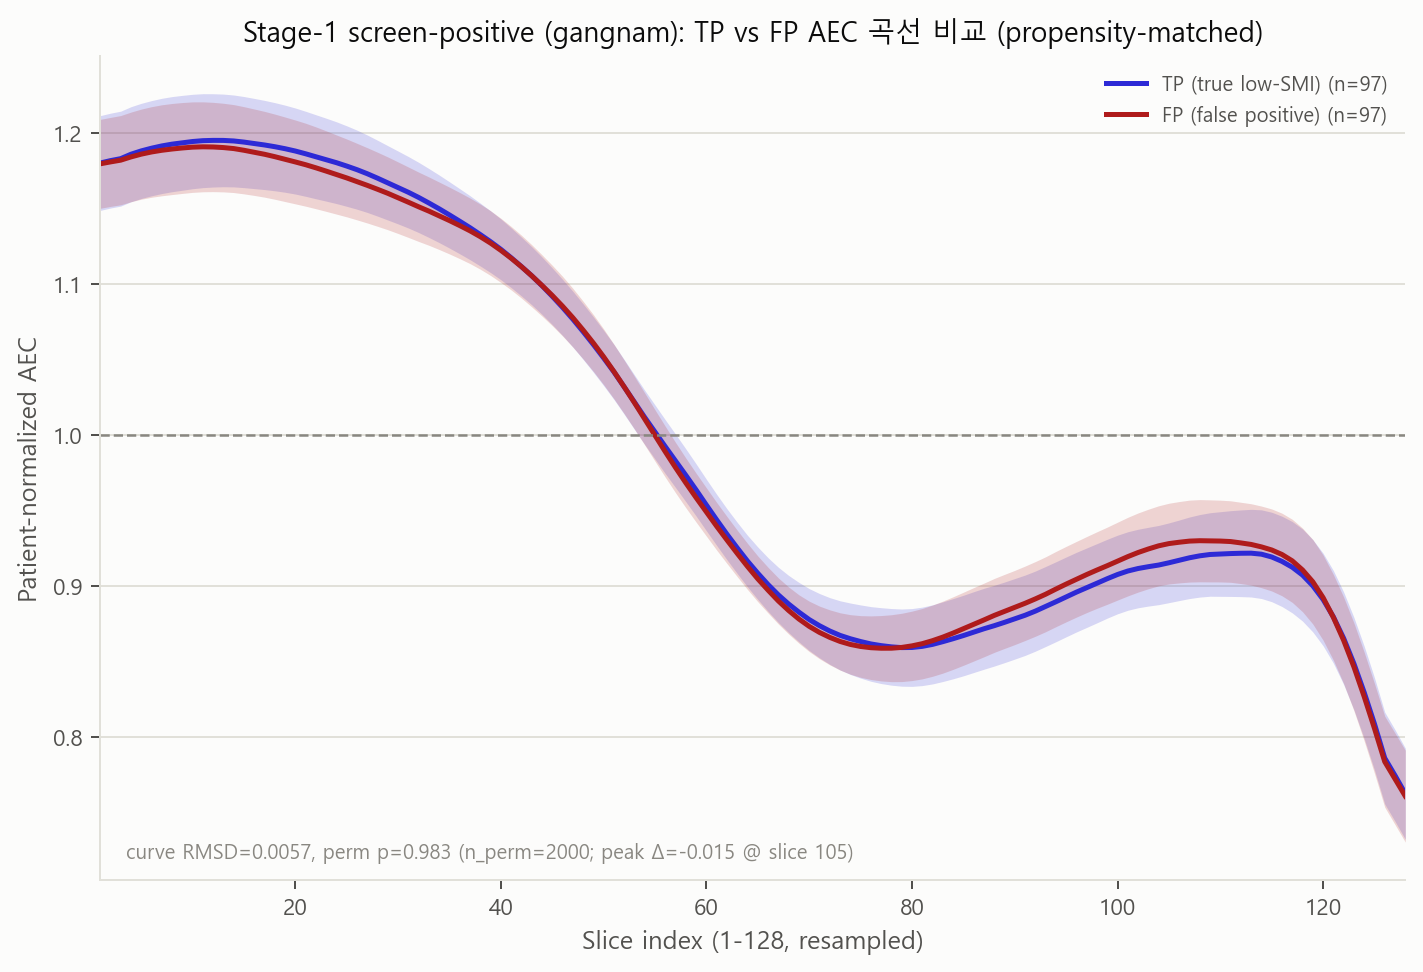 Stage-1 screen-positive (gangnam): TP vs FP AEC 곡선 비교 (propensity-matched)
TP (true low-SMI) (n=97)
FP (false positive) (n=97)
Patient-normalized AEC
1.2
1.1
1.0
0.9
0.8
curve RMSD=0.0057, perm p=0.983 (n_perm=2000; peak Δ=-0.015 @ slice 105)
20 40 60 80 100 120
Slice index (1-128, resampled)